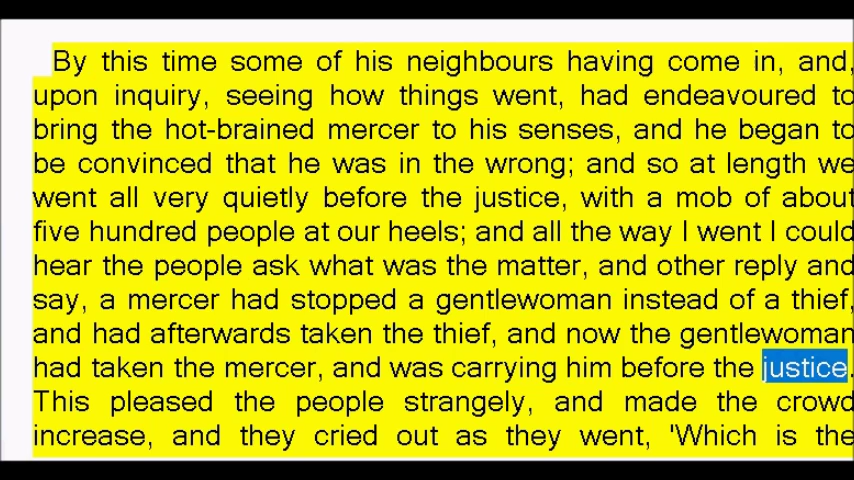 By this time some of his neighbours having come in, and,
upon inquiry, seeing how things went, had endeavoured to
bring the hot-brained mercer to his senses, and he began to
be convinced that he was in the wrong; and so at length we
went all very quietly before the justice, with a mob of about
five hundred people at our heels; and all the way I went I could
hear the people ask what was the matter, and other reply and
say, a mercer had stopped a gentlewoman instead of a thief,
and had afterwards taken the thief, and now the gentlewoman
had taken the mercer, and was carrying him before the justice.
This pleased the people strangely, and made the crowd
increase, and they cried out as they went, 'Which is the